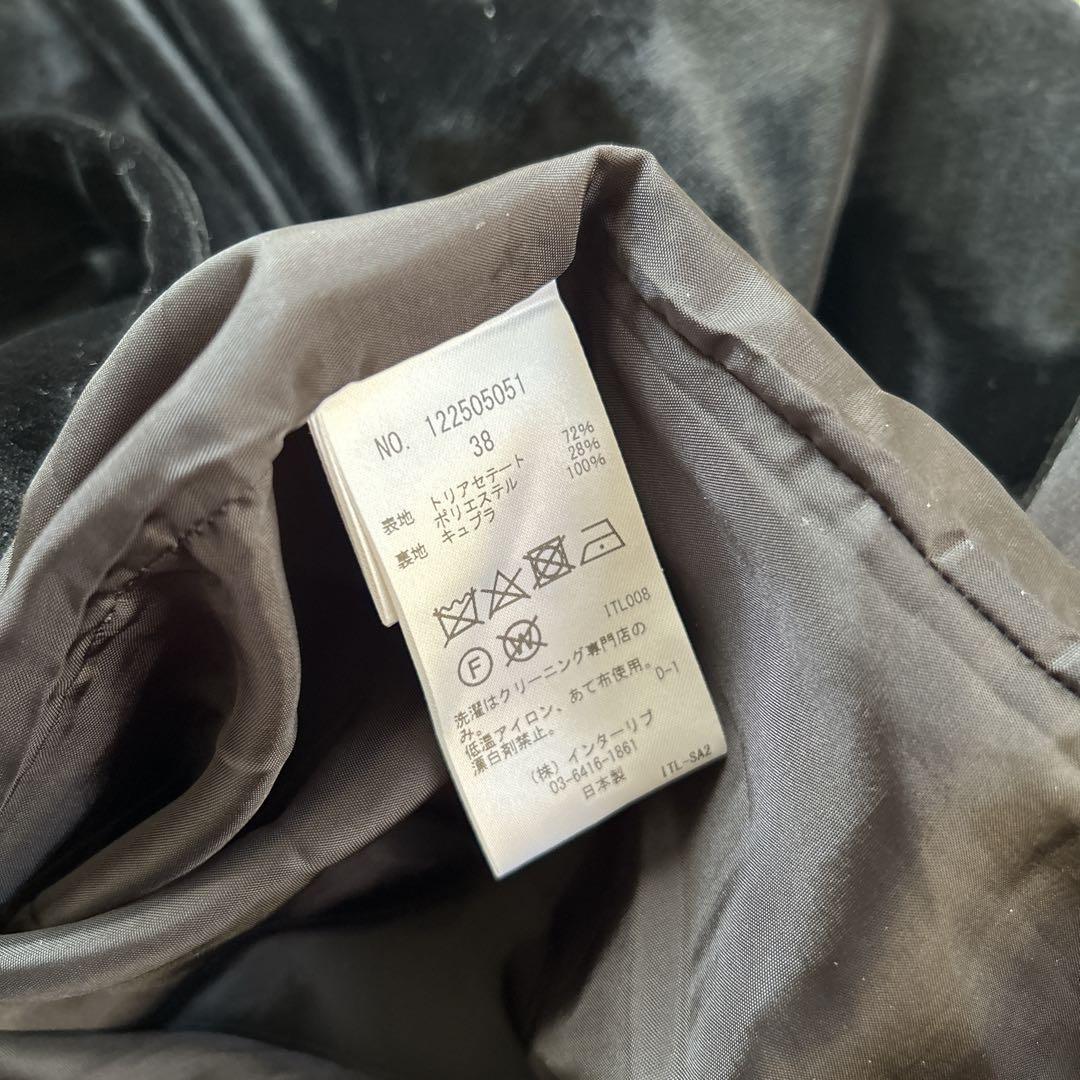 NO. 122505051
38
表地 トリアセテート 72%
ポリエステル 28%
裏地 キュプラ 100%
ITL008
F W
洗濯はクリーニング専門店の
み。
低温アイロン、あて布使用。
漂白剤禁止。 D-1
(株) インターリブ
03-6416-1861
日本製 ITL-SA2